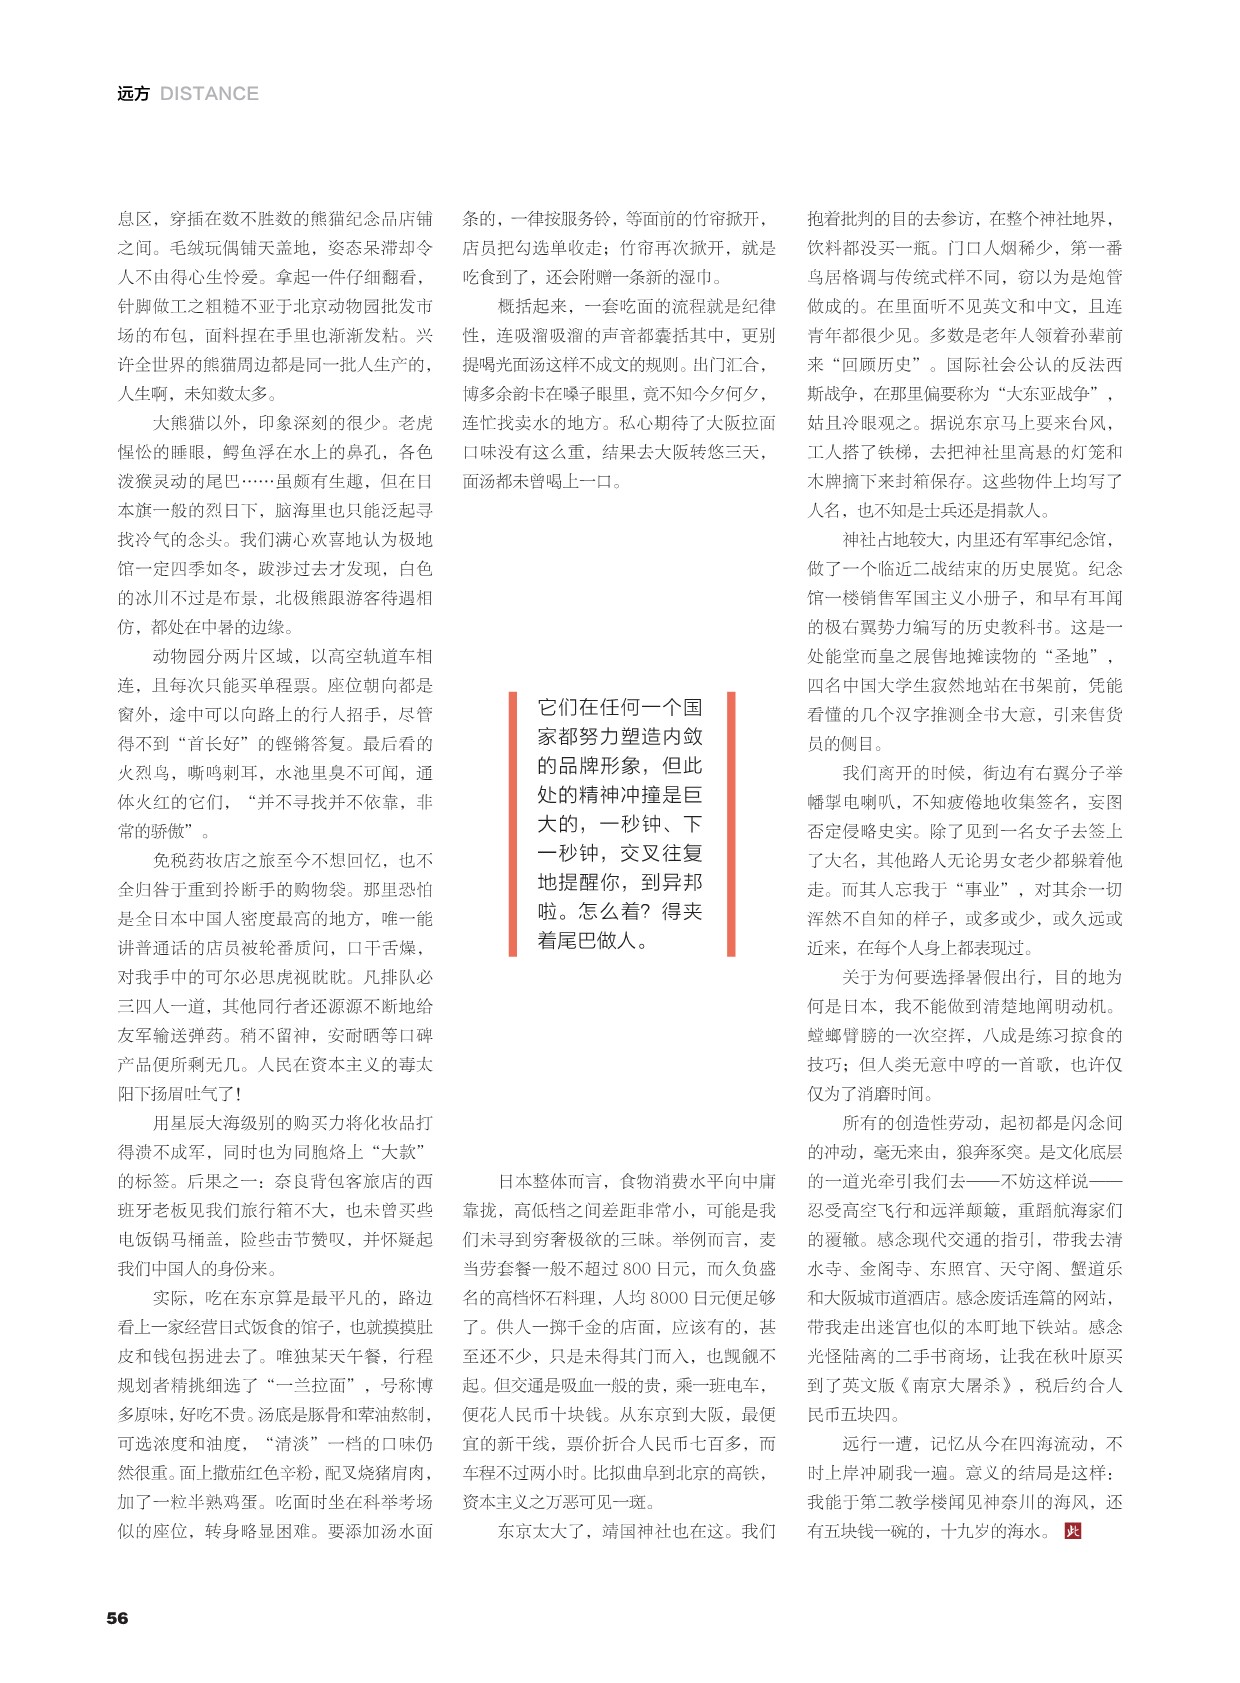 远方 DISTANCE
息区，穿插在数不胜数的熊猫纪念品店铺
之间。毛绒玩偶铺天盖地，姿态呆滞却令
人不由得心生怜爱。拿起一件仔细翻看，
针脚做工之粗糙不亚于北京动物园批发市
场的布包，面料捏在手里也渐渐发粘。兴
许全世界的熊猫周边都是同一批人生产的，
人生啊，未知数太多。
大熊猫以外，印象深刻的很少。老虎
惺忪的睡眼，鳄鱼浮在水上的鼻孔，各色
泼猴灵动的尾巴……虽颇有生趣，但在日
本旗一般的烈日下，脑海里也只能泛起寻
找冷气的念头。我们满心欢喜地认为极地
馆一定四季如冬，跋涉过去才发现，白色
的冰川不过是布景，北极熊跟游客待遇相
仿，都处在中暑的边缘。
动物园分两片区域，以高空轨道车相
连，且每次只能买单程票。座位朝向都是
窗外，途中可以向路上的行人招手，尽管
得不到“首长好”的铿锵答复。最后看的
火烈鸟，嘶鸣刺耳，水池里臭不可闻，通
体火红的它们，“并不寻找并不依靠，非
常的骄傲”。
免税药妆店之旅至今不想回忆，也不
全归咎于重到拎断手的购物袋。那里恐怕
是全日本中国人密度最高的地方，唯一能
讲普通话的店员被轮番质问，口干舌燥，
对我手中的可尔必思虎视眈眈。凡排队必
三四人一道，其他同行者还源源不断地给
友军输送弹药。稍不留神，安耐晒等口碑
产品便所剩无几。人民在资本主义的毒太
阳下扬眉吐气了！
用星辰大海级别的购买力将化妆品打
得溃不成军，同时也为同胞烙上“大款”
的标签。后果之一：奈良背包客旅店的西
班牙老板见我们旅行箱不大，也未曾买些
电饭锅马桶盖，险些击节赞叹，并怀疑起
我们中国人的身份来。
实际，吃在东京算是最平凡的，路边
看上一家经营日式饭食的馆子，也就摸摸肚
皮和钱包拐进去了。唯独某天午餐，行程
规划者精挑细选了“一兰拉面”，号称博
多原味，好吃不贵。汤底是豚骨和荤油熬制，
可选浓度和油度，“清淡”一档的口味仍
然很重。面上撒茄红色辛粉，配叉烧猪肩肉，
加了一粒半熟鸡蛋。吃面时坐在科举考场
似的座位，转身略显困难。要添加汤水面
条的，一律按服务铃，等面前的竹帘掀开，
店员把勾选单收走；竹帘再次掀开，就是
吃食到了，还会附赠一条新的湿巾。
概括起来，一套吃面的流程就是纪律
性，连吸溜吸溜的声音都囊括其中，更别
提喝光面汤这样不成文的规则。出门汇合，
博多余韵卡在嗓子眼里，竟不知今夕何夕，
连忙找卖水的地方。私心期待了大阪拉面
口味没有这么重，结果去大阪转悠三天，
面汤都未曾喝上一口。
它们在任何一个国
家都努力塑造内敛
的品牌形象，但此
处的精神冲撞是巨
大的，一秒钟、下
一秒钟，交叉往复
地提醒你，到异邦
啦。怎么着？得夹
着尾巴做人。
日本整体而言，食物消费水平向中庸
靠拢，高低档之间差距非常小，可能是我
们未寻到穷奢极欲的三昧。举例而言，麦
当劳套餐一般不超过 800 日元，而久负盛
名的高档怀石料理，人均 8000 日元便足够
了。供人一掷千金的店面，应该有的，甚
至还不少，只是未得其门而入，也觊觎不
起。但交通是吸血一般的贵，乘一班电车，
便花人民币十块钱。从东京到大阪，最便
宜的新干线，票价折合人民币七百多，而
车程不过两小时。比拟曲阜到北京的高铁，
资本主义之万恶可见一斑。
东京太大了，靖国神社也在这。我们
抱着批判的目的去参访，在整个神社地界，
饮料都没买一瓶。门口人烟稀少，第一番
鸟居格调与传统式样不同，窃以为是炮管
做成的。在里面听不见英文和中文，且连
青年都很少见。多数是老年人领着孙辈前
来“回顾历史”。国际社会公认的反法西
斯战争，在那里偏要称为“大东亚战争”，
姑且冷眼观之。据说东京马上要来台风，
工人搭了铁梯，去把神社里高悬的灯笼和
木牌摘下来封箱保存。这些物件上均写了
人名，也不知是士兵还是捐款人。
神社占地较大，内里还有军事纪念馆，
做了一个临近二战结束的历史展览。纪念
馆一楼销售军国主义小册子，和早有耳闻
的极右翼势力编写的历史教科书。这是一
处能堂而皇之展售地摊读物的“圣地”，
四名中国大学生寂然地站在书架前，凭能
看懂的几个汉字推测全书大意，引来售货
员的侧目。
我们离开的时候，街边有右翼分子举
幡掣电喇叭，不知疲倦地收集签名，妄图
否定侵略史实。除了见到一名女子去签上
了大名，其他路人无论男女老少都躲着他
走。而其人忘我于“事业”，对其余一切
浑然不自知的样子，或多或少，或久远或
近来，在每个人身上都表现过。
关于为何要选择暑假出行，目的地为
何是日本，我不能做到清楚地阐明动机。
螳螂臂膀的一次空挥，八成是练习掠食的
技巧；但人类无意中哼的一首歌，也许仅
仅为了消磨时间。
所有的创造性劳动，起初都是闪念间
的冲动，毫无来由，狼奔豕突。是文化底层
的一道光牵引我们去——不妨这样说——
忍受高空飞行和远洋颠簸，重蹈航海家们
的覆辙。感念现代交通的指引，带我去清
水寺、金阁寺、东照宫、天守阁、蟹道乐
和大阪城市道酒店。感念废话连篇的网站，
带我走出迷宫也似的本町地下铁站。感念
光怪陆离的二手书商场，让我在秋叶原买
到了英文版《南京大屠杀》，税后约合人
民币五块四。
远行一遭，记忆从今在四海流动，不
时上岸冲刷我一遍。意义的结局是这样：
我能于第二教学楼闻见神奈川的海风，还
有五块钱一碗的，十九岁的海水。 此
56